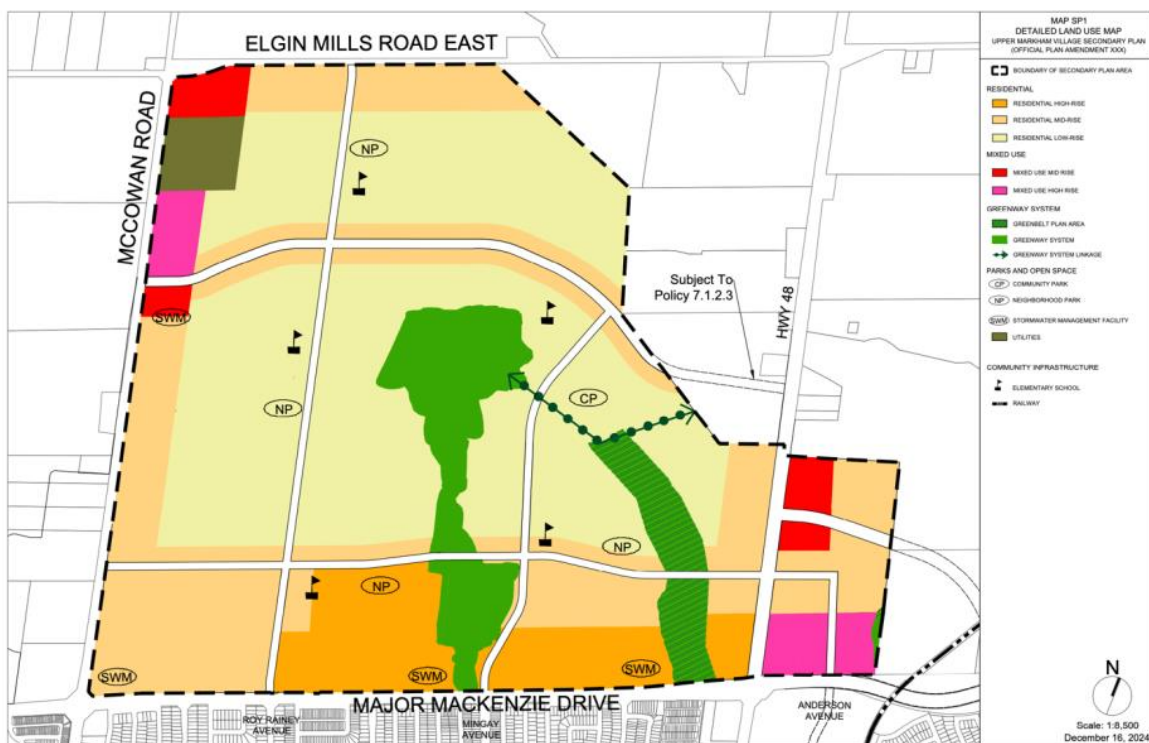 ELGIN MILLS ROAD EAST
MCCOWAN ROAD
NP
Subject To
Policy 7.1.2.3
HWY 48
SWM
NP
CP
NP
NP
SWM
SWM
SWM
MAJOR MACKENZIE DRIVE
ROY RAINEY
AVENUE
MINGAY
AVENUE
ANDERSON
AVENUE
MAP SP1
DETAILED LAND USE MAP
UPPER MARKHAM VILLAGE SECONDARY PLAN
(OFFICIAL PLAN AMENDMENT XXX)
BOUNDARY OF SECONDARY PLAN AREA
RESIDENTIAL
RESIDENTIAL HIGH-RISE
RESIDENTIAL MID-RISE
RESIDENTIAL LOW-RISE
MIXED USE
MIXED USE MID RISE
MIXED USE HIGH RISE
GREENWAY SYSTEM
GREENBELT PLAN AREA
GREENWAY SYSTEM
GREENWAY SYSTEM LINKAGE
PARKS AND OPEN SPACE
CP COMMUNITY PARK
NP NEIGHBORHOOD PARK
SWM STORMWATER MANAGEMENT FACILITY
UTILITIES
COMMUNITY INFRASTRUCTURE
ELEMENTARY SCHOOL
RAILWAY
N
Scale: 1:8,500
December 16, 2024